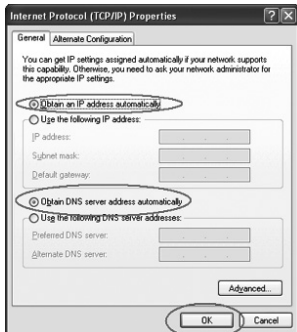 Internet Protocol (TCP/IP) Properties
General
Alternate Configuration
You can get IP settings assigned automatically if your network supports
this capability. Otherwise, you need to ask your network administrator for
the appropriate IP settings.
Obtain an IP address automatically
Use the following IP address:
IP address:
Subnet mask:
Default gateway:
Obtain DNS server address automatically
Use the following DNS server addresses:
Preferred DNS server:
Alternate DNS server:
Advanced...
OK
Cancel